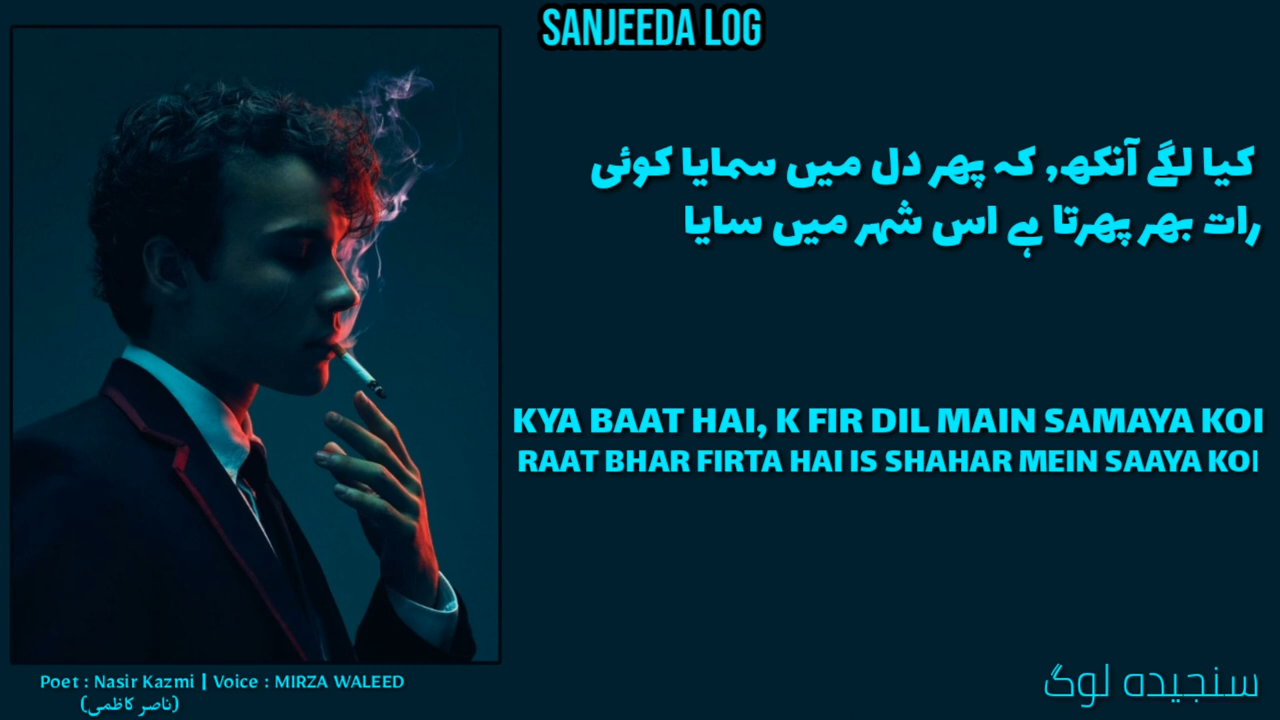 SANJEEDA LOG
کیا لگے آنکھ, کہ پھر دل میں سمایا کوئی
رات بھر پھرتا ہے اس شہر میں سایا
KYA BAAT HAI, K FIR DIL MAIN SAMAYA KOI
RAAT BHAR FIRTA HAI IS SHAHAR MEIN SAAYA KOI
Poet : Nasir Kazmi | Voice : MIRZA WALEED
(ناصر کاظمی)
سنجیدہ لوگ